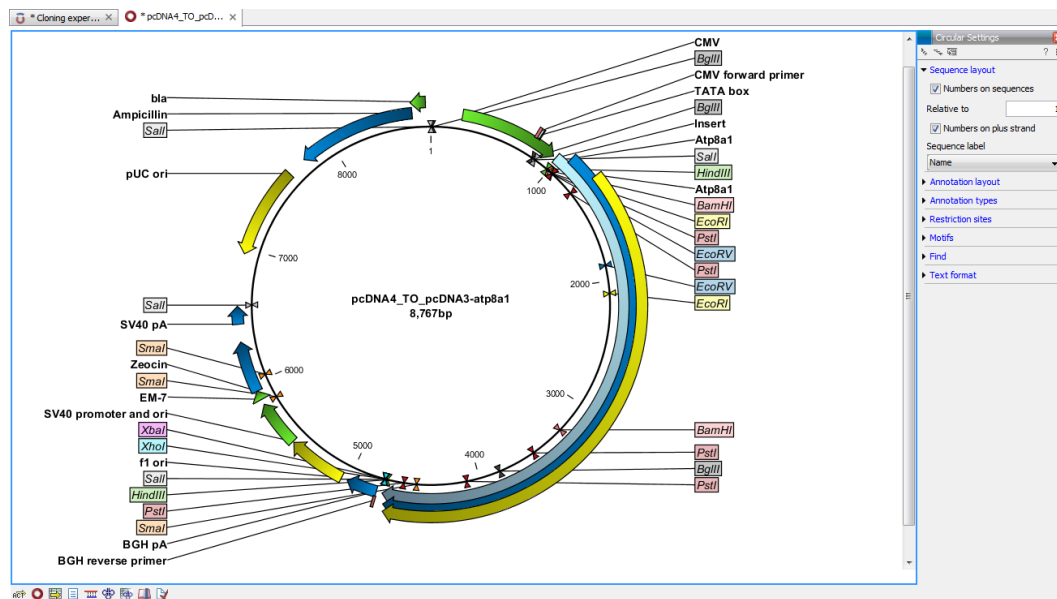 * Cloning exper...
* pcDNA4_TO_pcD...
CMV
BglII
CMV forward primer
TATA box
BglII
Insert
Atp8a1
SalI
HindIII
Atp8a1
BamHI
EcoRI
PstI
EcoRV
PstI
EcoRV
EcoRI
BamHI
PstI
BglII
PstI
bla
Ampicillin
SalI
pUC ori
SalI
SV40 pA
SmaI
Zeocin
SmaI
EM-7
SV40 promoter and ori
XbaI
XhoI
f1 ori
SalI
HindIII
PstI
SmaI
BGH pA
BGH reverse primer
1
1000
2000
3000
4000
5000
6000
7000
8000
pcDNA4_TO_pcDNA3-atp8a1
8,767bp
Circular Settings
?
Sequence layout
Numbers on sequences
Relative to
Numbers on plus strand
Sequence label
Name
Annotation layout
Annotation types
Restriction sites
Motifs
Find
Text format